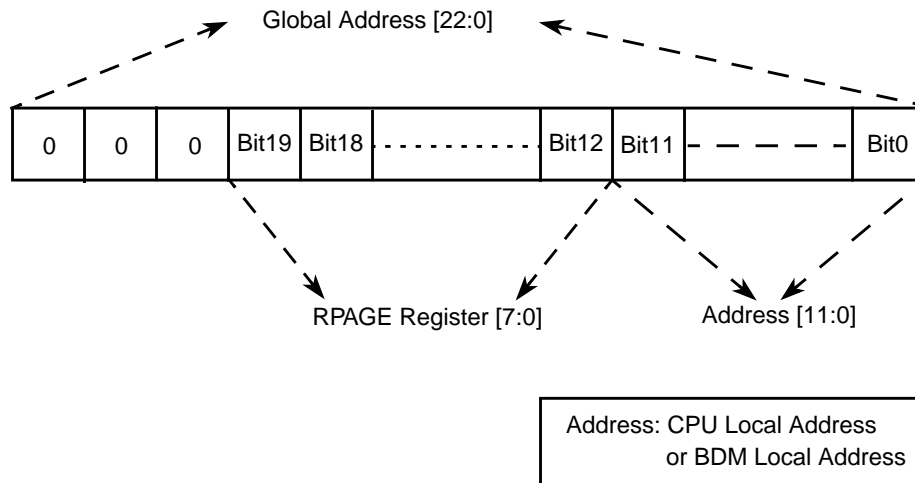 Global Address [22:0]
0 0 0 Bit19 Bit18 Bit12 Bit11 Bit0
RPAGE Register [7:0] Address [11:0]
Address: CPU Local Address
or BDM Local Address